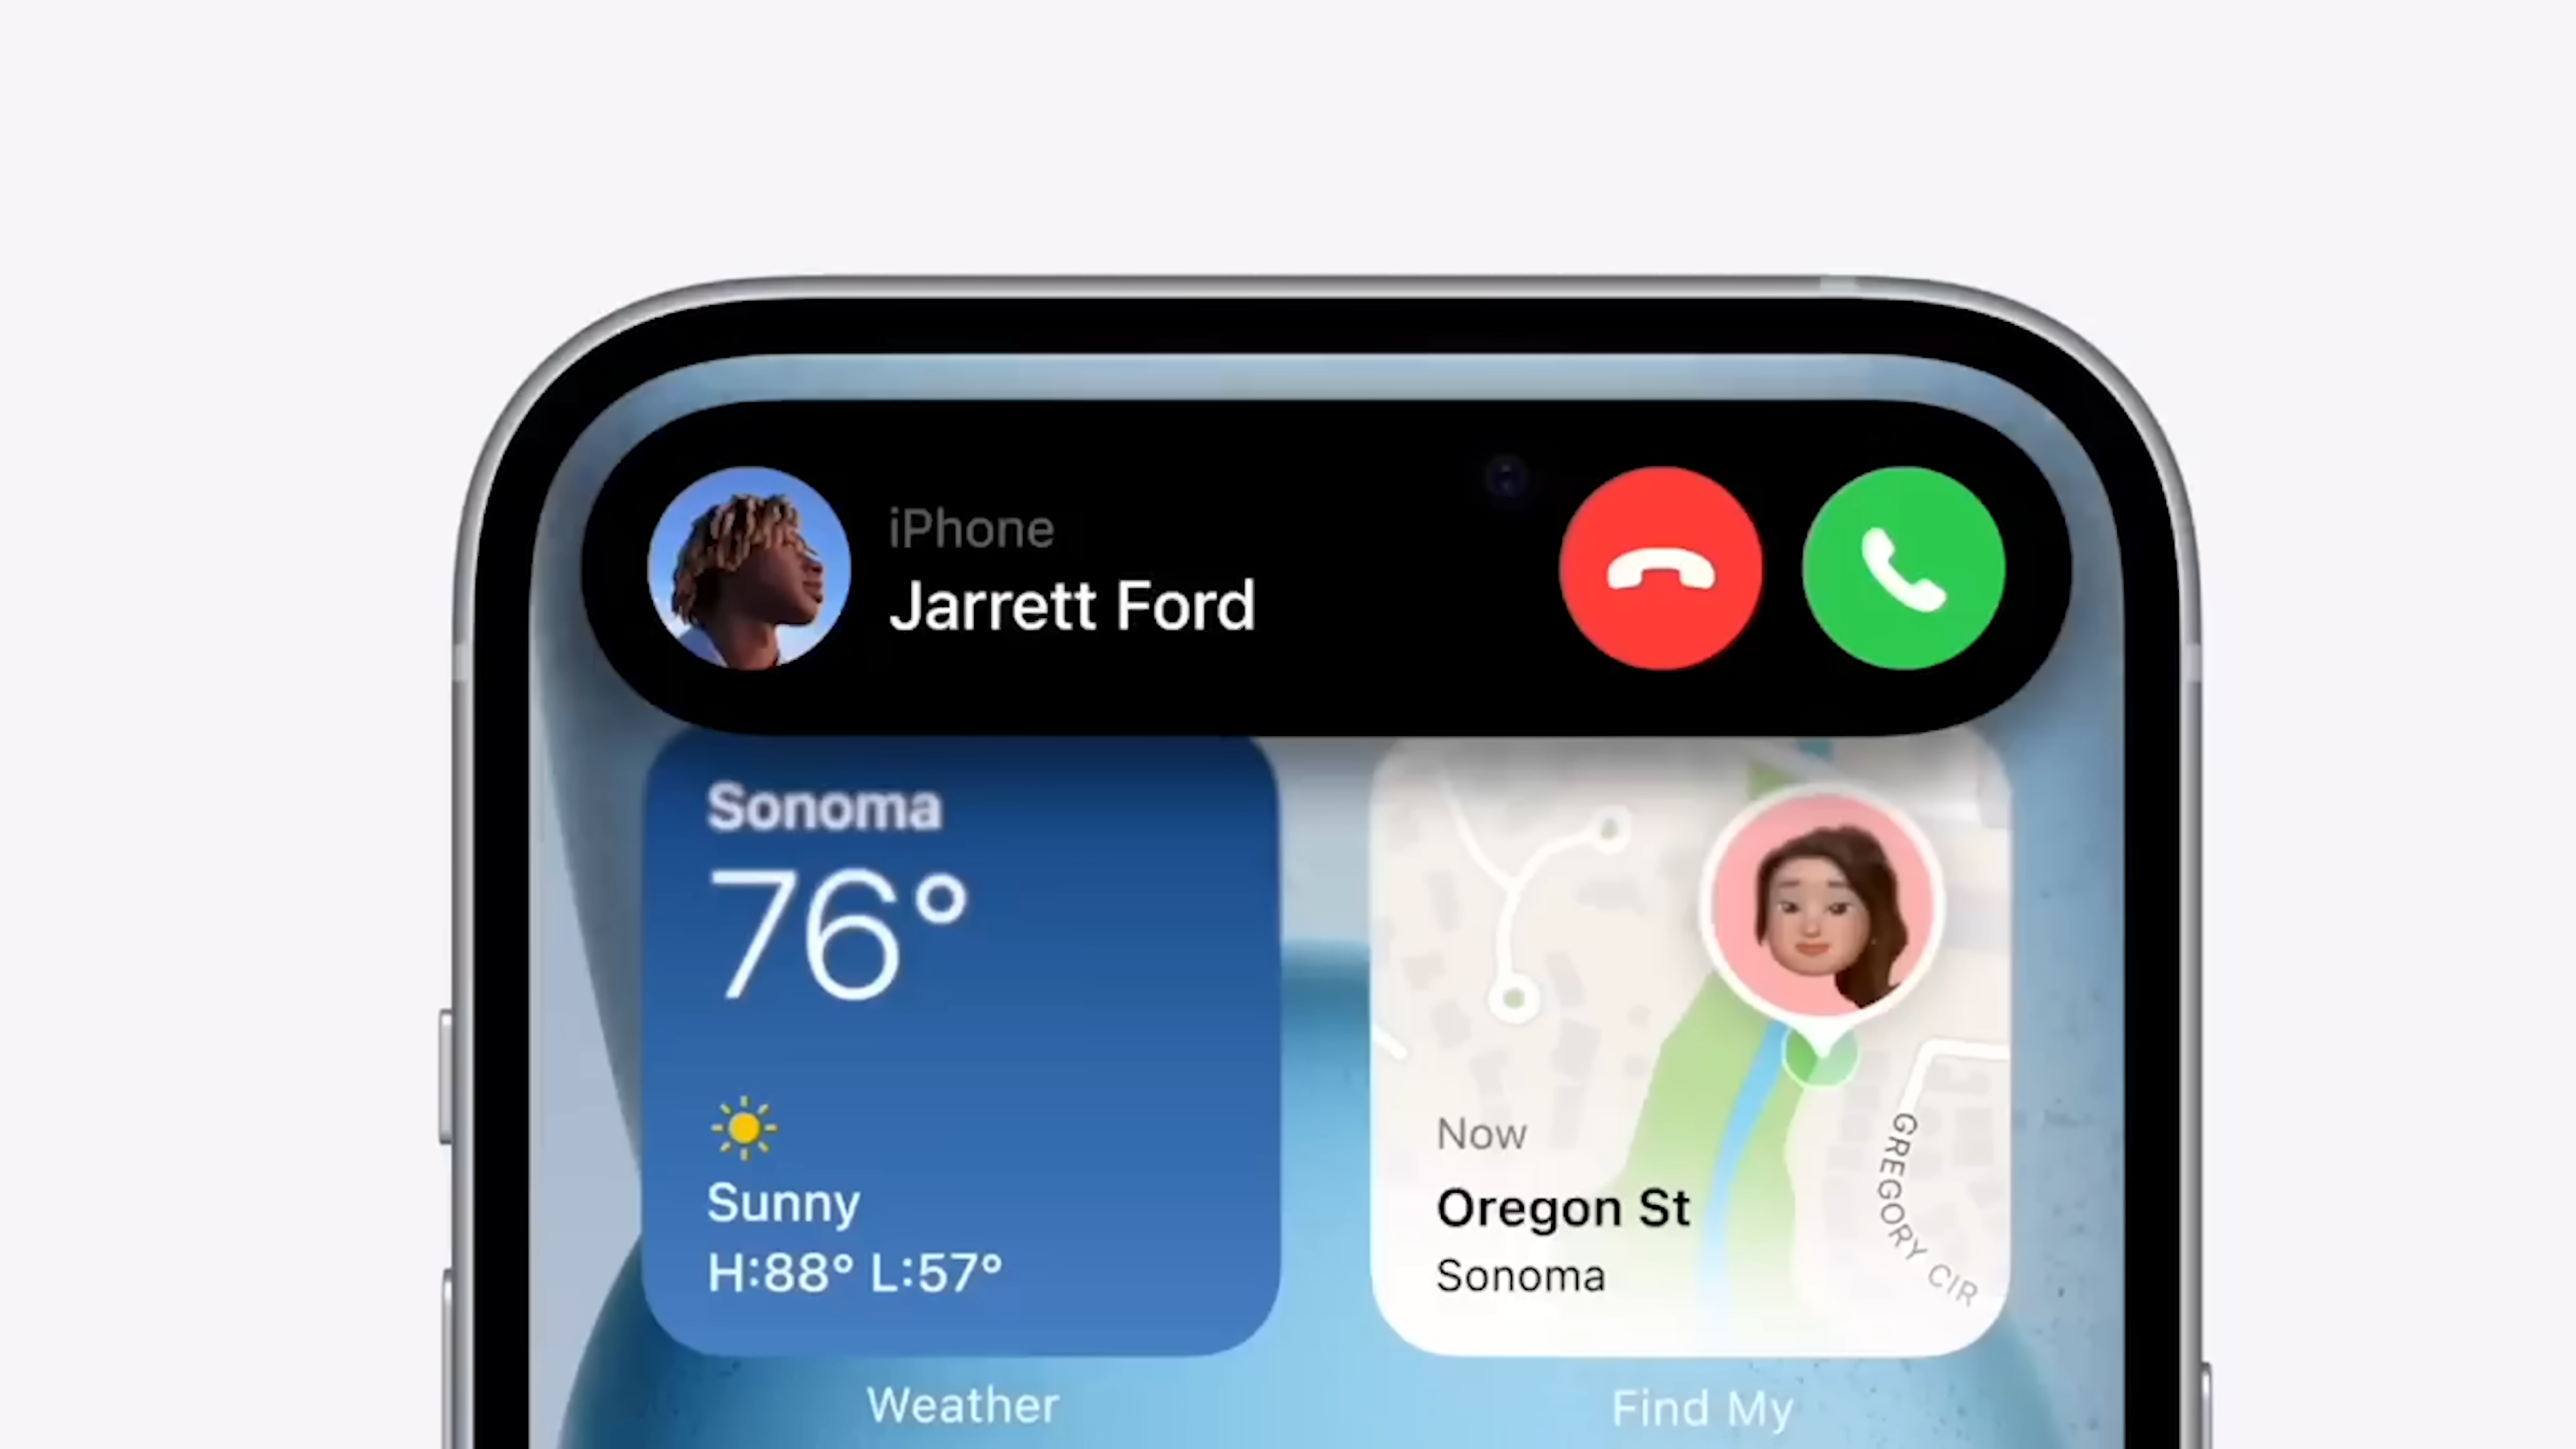 iPhone
Jarrett Ford
Sonoma
76°
Sunny
H:88° L:57°
Weather
Now
Oregon St
Sonoma
GREGORY CIR
Find My